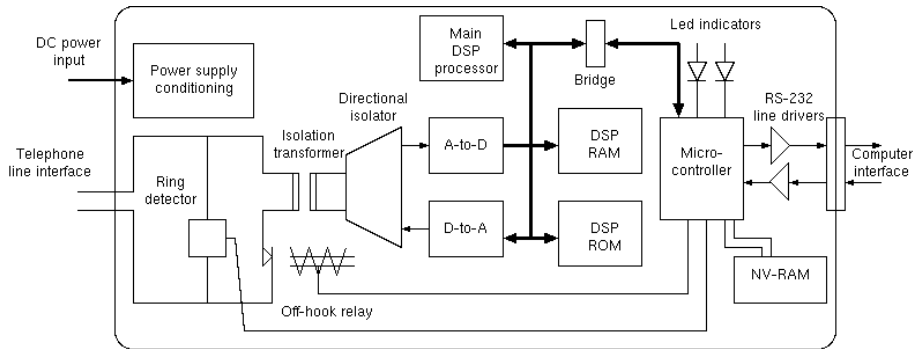 DC power
input
Power supply
conditioning
Main
DSP
processor
Bridge
Led indicators
Directional
isolator
RS-232
line drivers
Telephone
line interface
Isolation
transformer
A-to-D
DSP
RAM
Micro-
controller
Computer
interface
Ring
detector
D-to-A
DSP
ROM
NV-RAM
Off-hook relay